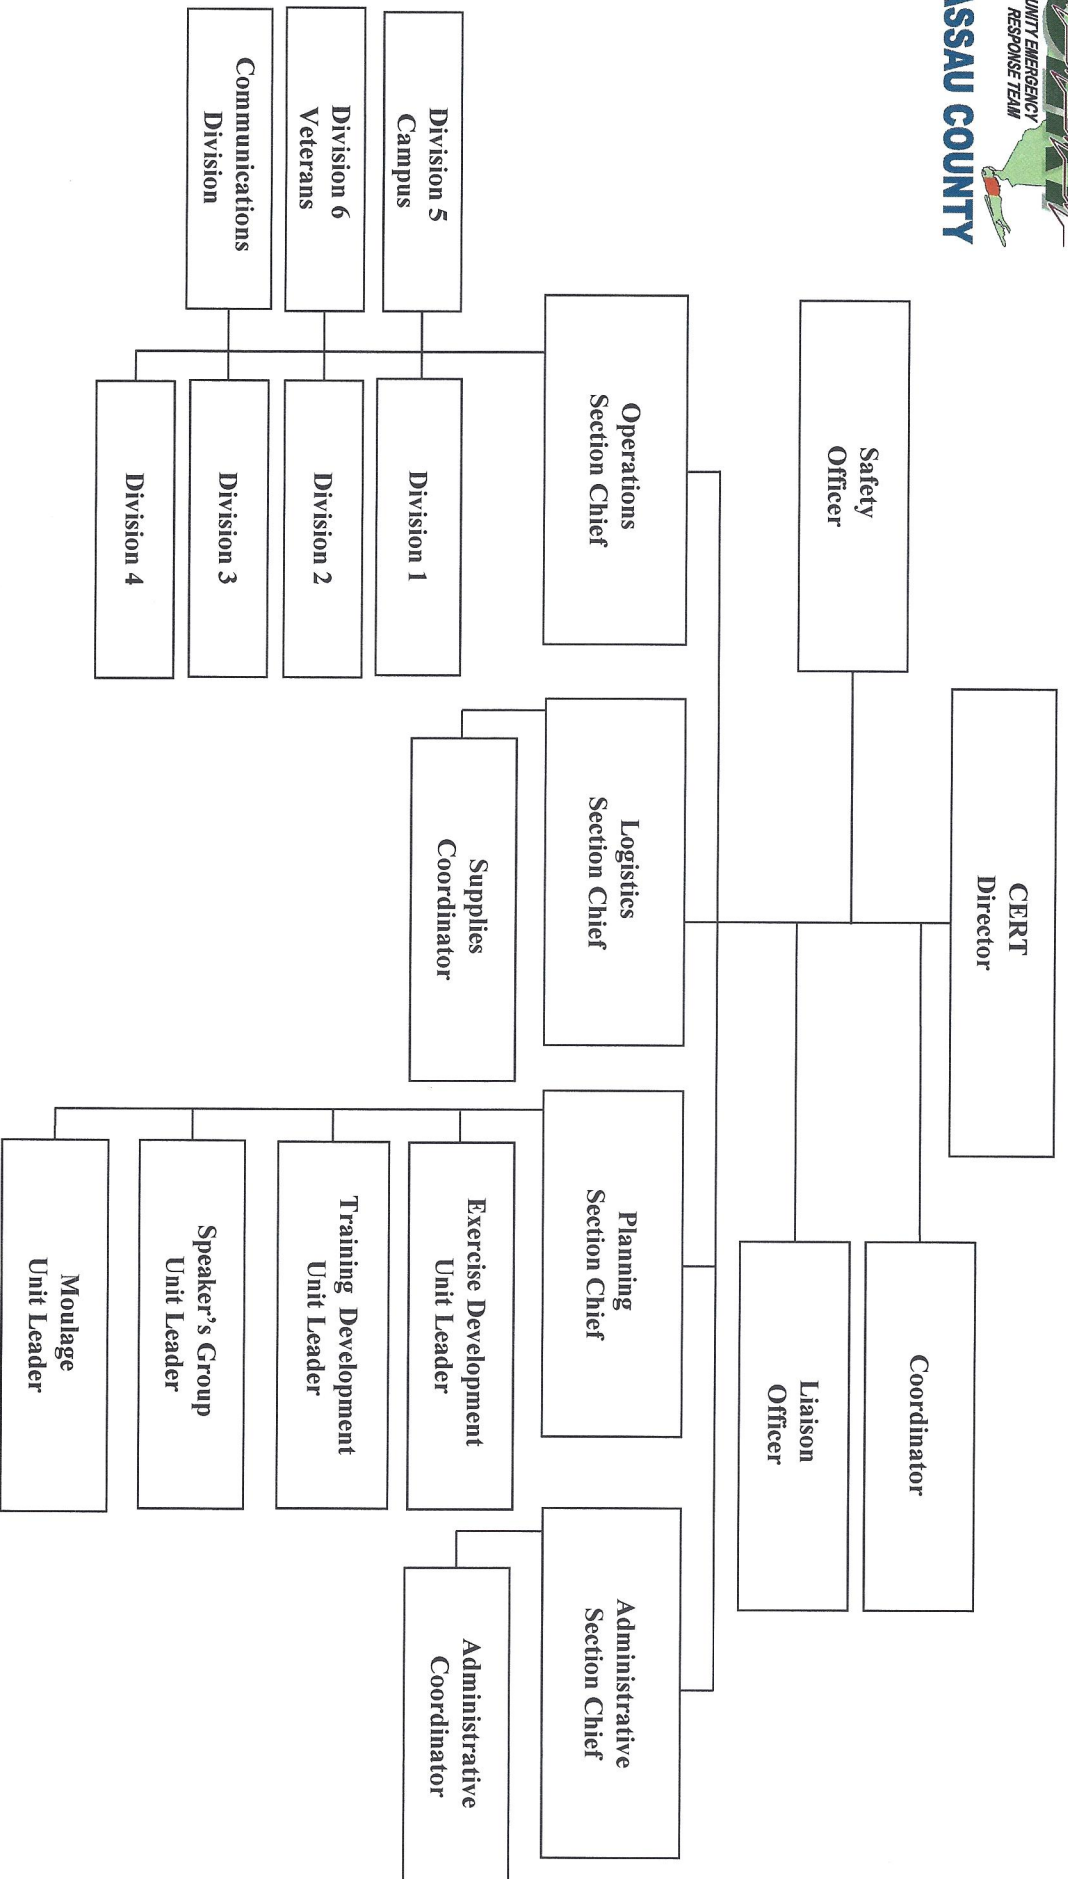 UNITY EMERGENCY
RESPONSE TEAM
ASSAU COUNTY
CERT
Director
Coordinator
Safety
Officer
Liaison
Officer
Operations
Section Chief
Logistics
Section Chief
Planning
Section Chief
Administrative
Section Chief
Division 5
Campus
Division 1
Supplies
Coordinator
Exercise Development
Unit Leader
Administrative
Coordinator
Division 6
Veterans
Division 2
Training Development
Unit Leader
Communications
Division
Division 3
Speaker's Group
Unit Leader
Division 4
Moulage
Unit Leader